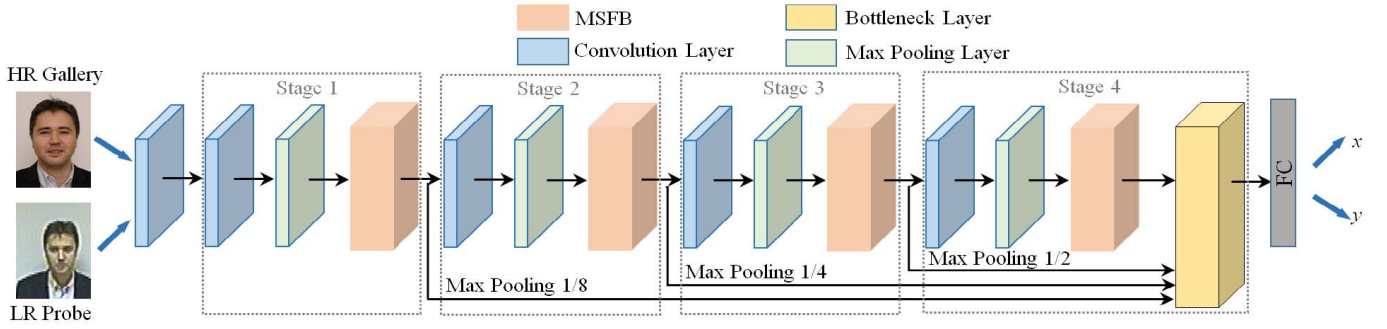 MSFB
Bottleneck Layer
Convolution Layer
Max Pooling Layer
HR Gallery
Stage 1
Stage 2
Stage 3
Stage 4
FC
x
y
Max Pooling 1/2
Max Pooling 1/4
Max Pooling 1/8
LR Probe